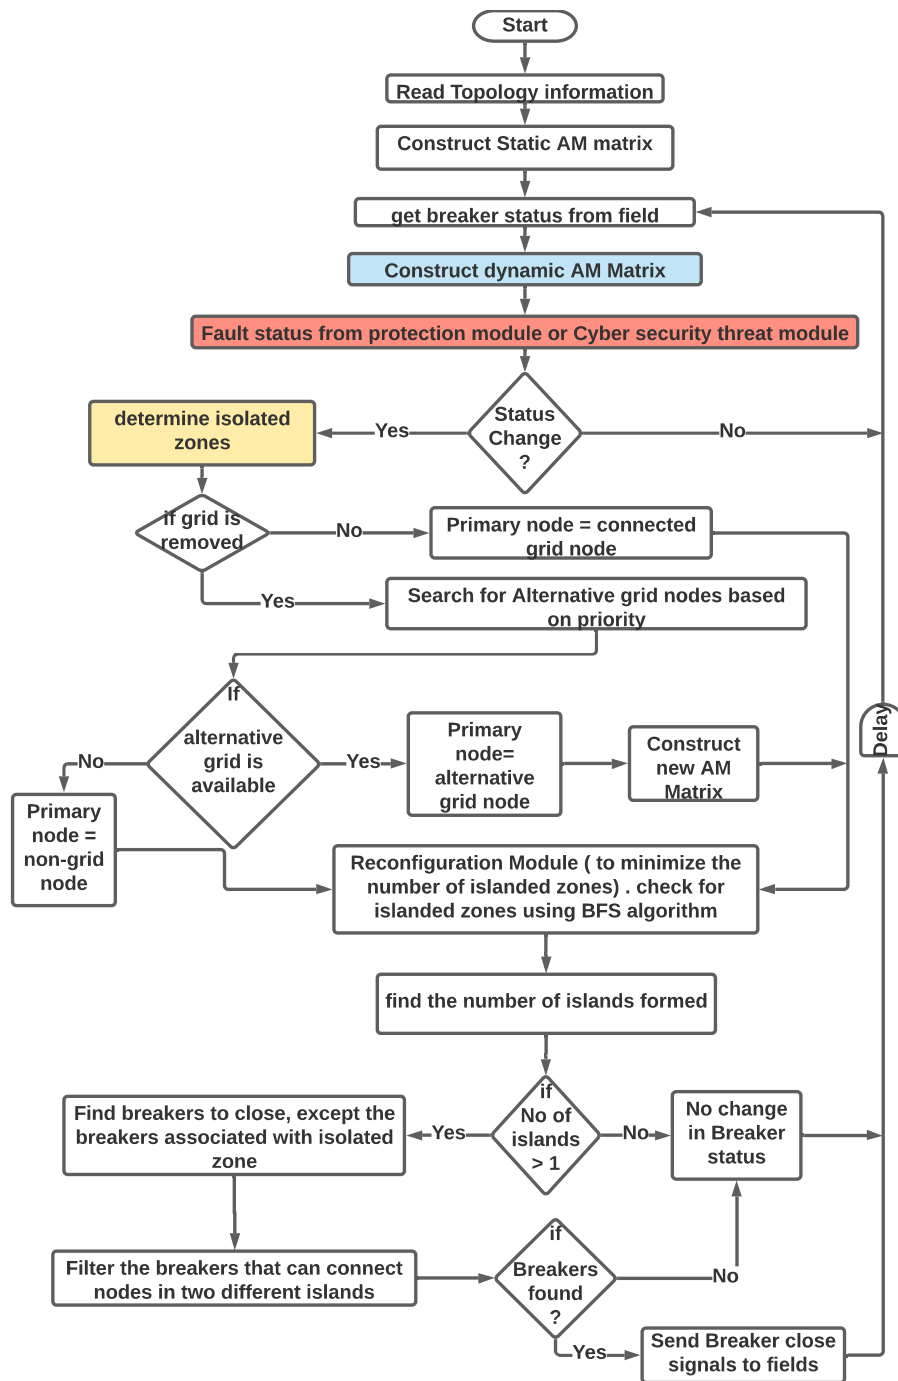 Start
Read Topology information
Construct Static AM matrix
get breaker status from field
Construct dynamic AM Matrix
Fault status from protection module or Cyber security threat module
Status
Change
?
Yes
No
determine isolated
zones
if grid is
removed
No
Primary node = connected
grid node
Yes
Search for Alternative grid nodes based
on priority
If
alternative
grid is
available
No
Yes
Primary
node=
alternative
grid node
Construct
new AM
Matrix
Delay
Primary
node =
non-grid
node
Reconfiguration Module ( to minimize the
number of islanded zones) . check for
islanded zones using BFS algorithm
find the number of islands formed
if
No of
islands
> 1
Yes
No
Find breakers to close, except the
breakers associated with isolated
zone
No change
in Breaker
status
Filter the breakers that can connect
nodes in two different islands
if
Breakers
found
?
No
Yes
Send Breaker close
signals to fields